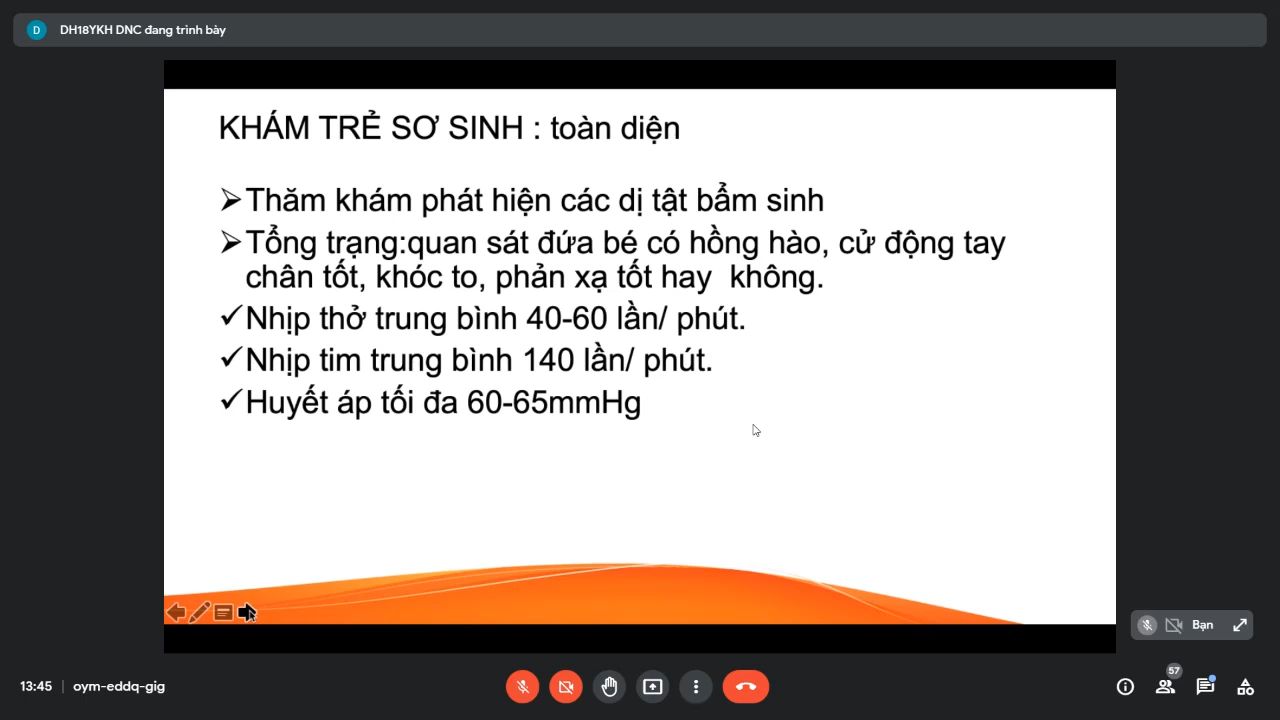 D DH18YKH DNC đang trình bày
KHÁM TRẺ SƠ SINH : toàn diện
Thăm khám phát hiện các dị tật bẩm sinh
Tổng trạng:quan sát đứa bé có hồng hào, cử động tay
chân tốt, khóc to, phản xạ tốt hay không.
Nhịp thở trung bình 40-60 lần/ phút.
Nhịp tim trung bình 140 lần/ phút.
Huyết áp tối đa 60-65mmHg
Bạn
57
13:45 oym-eddq-gig